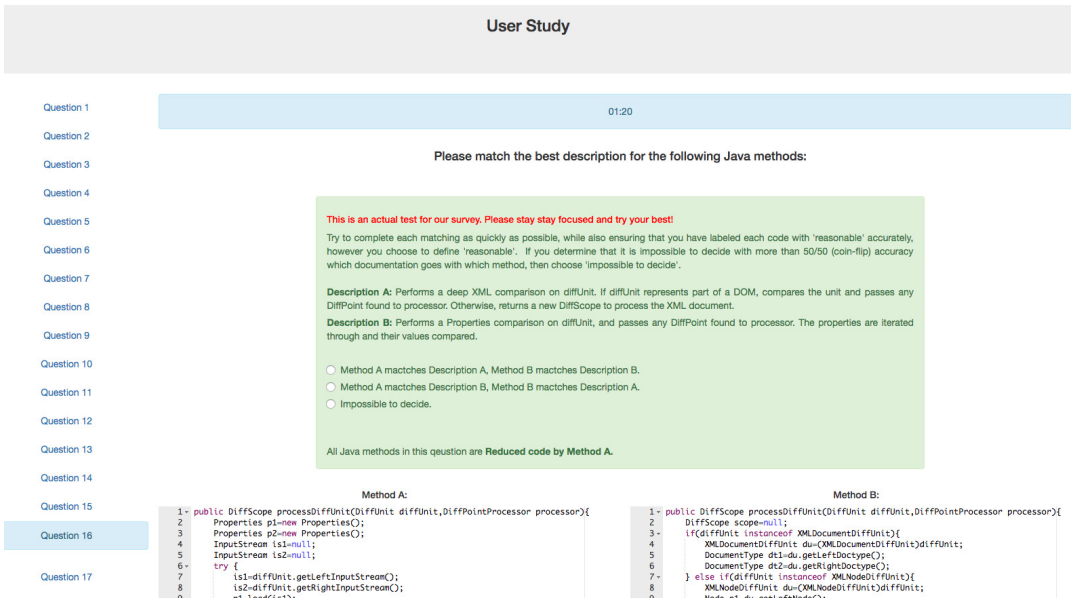 User Study
Question 1
Question 2
Question 3
Question 4
Question 5
Question 6
Question 7
Question 8
Question 9
Question 10
Question 11
Question 12
Question 13
Question 14
Question 15
Question 16
Question 17
01:20
Please match the best description for the following Java methods:
This is an actual test for our survey. Please stay stay focused and try your best!
Try to complete each matching as quickly as possible, while also ensuring that you have labeled each code with 'reasonable' accurately,
however you choose to define 'reasonable'. If you determine that it is impossible to decide with more than 50/50 (coin-flip) accuracy
which documentation goes with which method, then choose 'impossible to decide'.
Description A: Performs a deep XML comparison on diffUnit. If diffUnit represents part of a DOM, compares the unit and passes any
DiffPoint found to processor. Otherwise, returns a new DiffScope to process the XML document.
Description B: Performs a Properties comparison on diffUnit, and passes any DiffPoint found to processor. The properties are iterated
through and their values compared.
Method A mactches Description A, Method B mactches Description B.
Method A mactches Description B, Method B mactches Description A.
Impossible to decide.
All Java methods in this qeustion are Reduced code by Method A.
Method A:
1 public DiffScope processDiffUnit(DiffUnit diffUnit,DiffPointProcessor processor){
2 Properties p1=new Properties();
3 Properties p2=new Properties();
4 InputStream is1=null;
5 InputStream is2=null;
6 try {
7 is1=diffUnit.getLeftInputStream();
8 is2=diffUnit.getRightInputStream();
9 p1.load(is1);
Method B:
1 public DiffScope processDiffUnit(DiffUnit diffUnit,DiffPointProcessor processor){
2 DiffScope scope=null;
3 if(diffUnit instanceof XMLDocumentDiffUnit){
4 XMLDocumentDiffUnit du=(XMLDocumentDiffUnit)diffUnit;
5 DocumentType dt1=du.getLeftDoctype();
6 DocumentType dt2=du.getRightDoctype();
7 } else if(diffUnit instanceof XMLNodeDiffUnit){
8 XMLNodeDiffUnit du=(XMLNodeDiffUnit)diffUnit;
9 Node n1=du.getLeftNode();